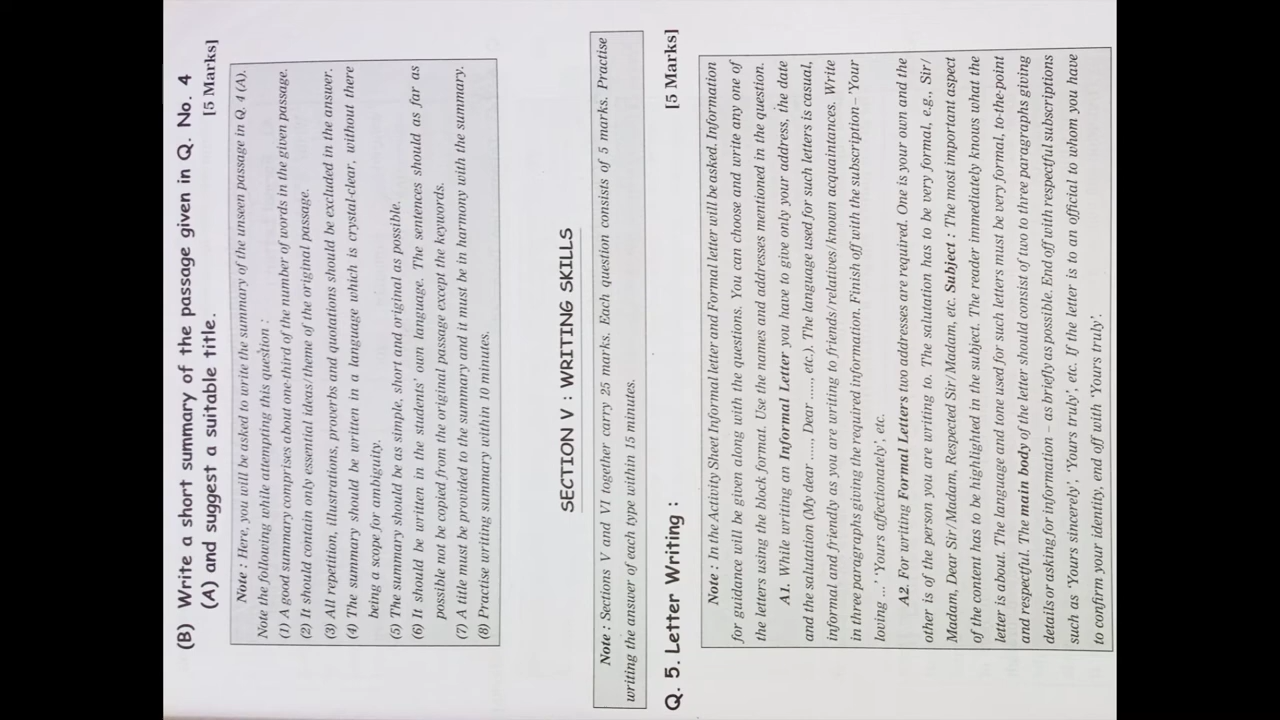 (B) Write a short summary of the passage given in Q. No. 4
(A) and suggest a suitable title. [5 Marks]
Note : Here, you will be asked to write the summary of the unseen passage in Q. 4 (A).
Note the following while attempting this question :
(1) A good summary comprises about one-third of the number of words in the given passage.
(2) It should contain only essential ideas/theme of the original passage.
(3) All repetition, illustrations, proverbs and quotations should be excluded in the answer.
(4) The summary should be written in a language which is crystal-clear, without there
being a scope for ambiguity.
(5) The summary should be as simple, short and original as possible.
(6) It should be written in the students' own language. The sentences should as far as
possible not be copied from the original passage except the keywords.
(7) A title must be provided to the summary and it must be in harmony with the summary.
(8) Practise writing summary within 10 minutes.
SECTION V : WRITING SKILLS
Note : Sections V and VI together carry 25 marks. Each question consists of 5 marks. Practise
writing the answer of each type within 15 minutes.
Q. 5. Letter Writing : [5 Marks]
Note : In the Activity Sheet Informal letter and Formal letter will be asked. Information
for guidance will be given along with the questions. You can choose and write any one of
the letters using the block format. Use the names and addresses mentioned in the question.
A1. While writing an Informal Letter you have to give only your address, the date
and the salutation (My dear ....., Dear ......, etc.). The language used for such letters is casual,
informal and friendly as you are writing to friends/relatives/known acquaintances. Write
in three paragraphs giving the required information. Finish off with the subscription – 'Your
loving ...' 'Yours affectionately', etc.
A2. For writing Formal Letters two addresses are required. One is your own and the
other is of the person you are writing to. The salutation has to be very formal, e.g., Sir/
Madam, Dear Sir/Madam, Respected Sir/Madam, etc. Subject : The most important aspect
of the content has to be highlighted in the subject. The reader immediately knows what the
letter is about. The language and tone used for such letters must be very formal, to-the-point
and respectful. The main body of the letter should consist of two to three paragraphs giving
details or asking for information – as briefly as possible. End off with respectful subscriptions
such as 'Yours sincerely', 'Yours truly', etc. If the letter is to an official to whom you have
to confirm your identity, end off with 'Yours truly'.